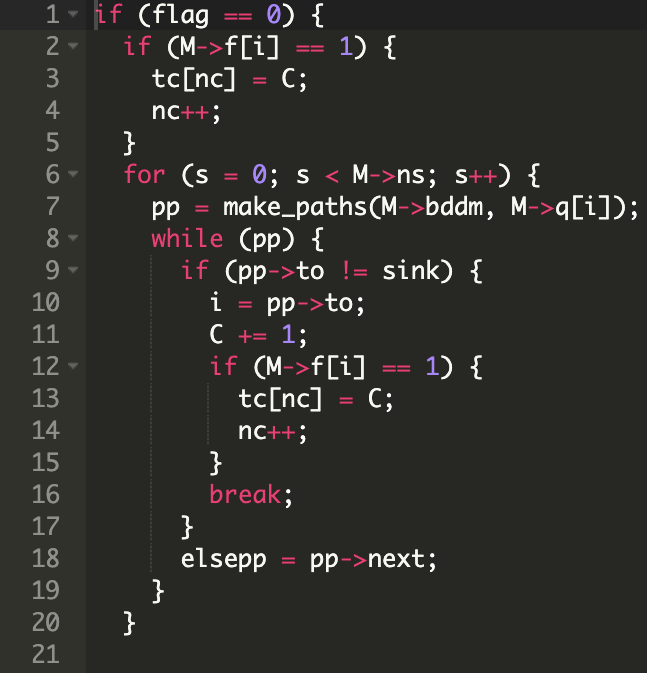 1 if (flag == 0) {
2   if (M->f[i] == 1) {
3     tc[nc] = C;
4     nc++;
5   }
6   for (s = 0; s < M->ns; s++) {
7     pp = make_paths(M->bddm, M->q[i]);
8     while (pp) {
9       if (pp->to != sink) {
10         i = pp->to;
11         C += 1;
12         if (M->f[i] == 1) {
13           tc[nc] = C;
14           nc++;
15         }
16         break;
17       }
18       elsepp = pp->next;
19     }
20   }
21